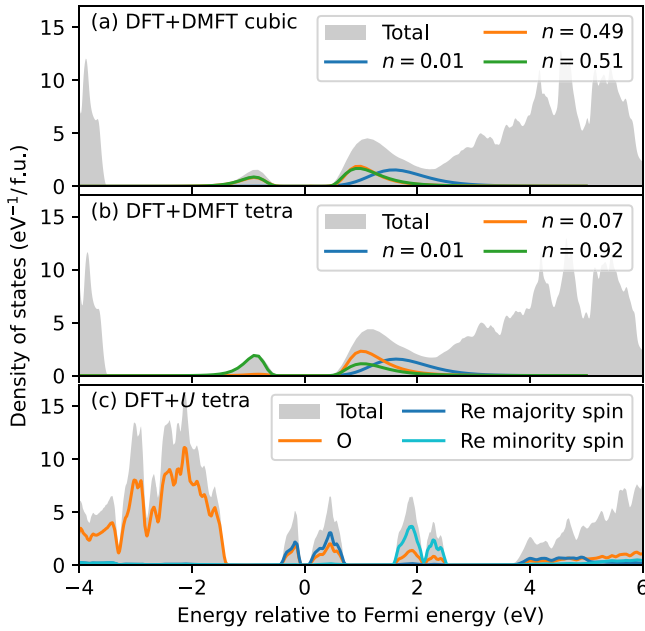 (a) DFT+DMFT cubic
Total
n = 0.01
n = 0.49
n = 0.51
15
10
5
0
(b) DFT+DMFT tetra
Total
n = 0.01
n = 0.07
n = 0.92
15
10
5
0
Density of states (eV⁻¹/f.u.)
(c) DFT+U tetra
Total
O
Re majority spin
Re minority spin
15
10
5
0
−4 −2 0 2 4 6
Energy relative to Fermi energy (eV)